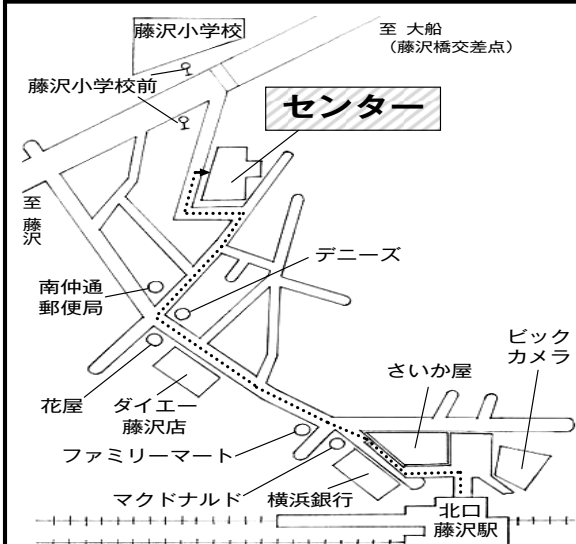 藤沢小学校
至 大船
(藤沢橋交差点)
藤沢小学校前
センター
至
藤
沢
デニーズ
南仲通
郵便局
ビック
カメラ
さいか屋
花屋
ダイエー
藤沢店
ファミリーマート
マクドナルド
横浜銀行
北口
藤沢駅